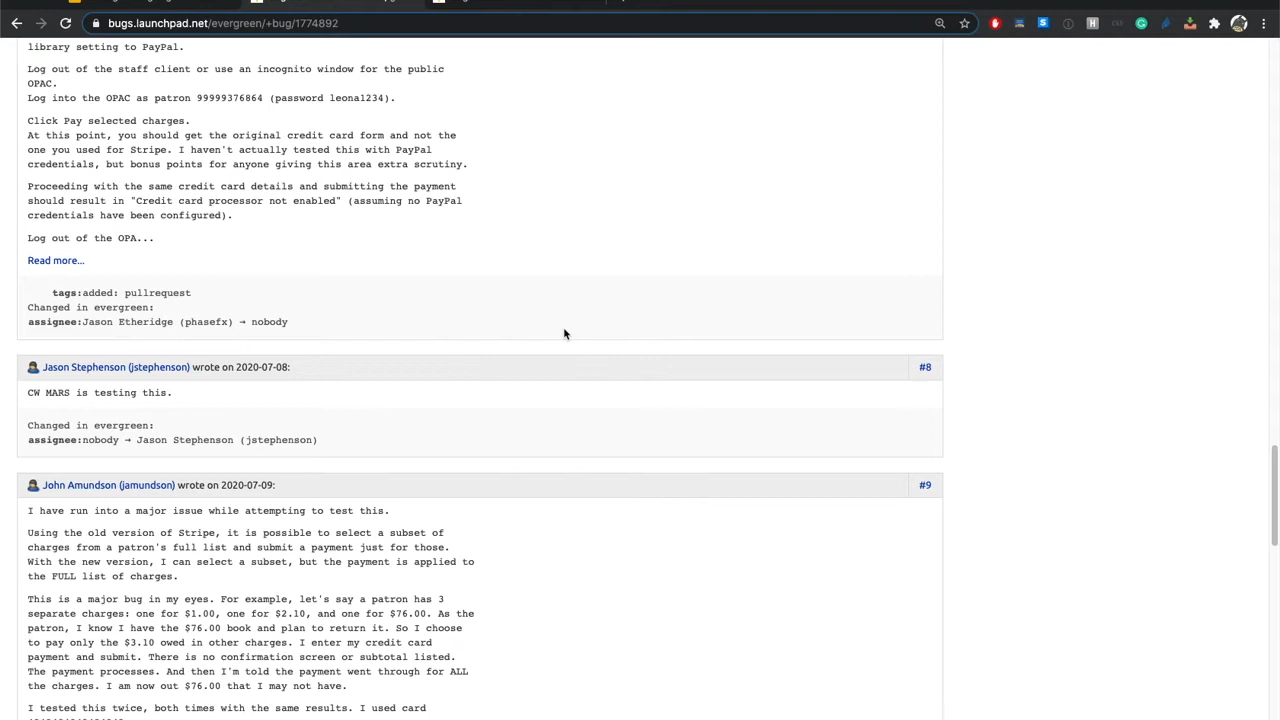 bugs.launchpad.net/evergreen/+bug/1774892
library setting to PayPal.
Log out of the staff client or use an incognito window for the public
OPAC.
Log into the OPAC as patron 99999376864 (password leona1234).
Click Pay selected charges.
At this point, you should get the original credit card form and not the
one you used for Stripe. I haven't actually tested this with PayPal
credentials, but bonus points for anyone giving this area extra scrutiny.
Proceeding with the same credit card details and submitting the payment
should result in "Credit card processor not enabled" (assuming no PayPal
credentials have been configured).
Log out of the OPA...
Read more...
tags:added: pullrequest
Changed in evergreen:
assignee:Jason Etheridge (phasefx) → nobody
Jason Stephenson (jstephenson) wrote on 2020-07-08: #8
CW MARS is testing this.
Changed in evergreen:
assignee:nobody → Jason Stephenson (jstephenson)
John Amundson (jamundson) wrote on 2020-07-09: #9
I have run into a major issue while attempting to test this.
Using the old version of Stripe, it is possible to select a subset of
charges from a patron's full list and submit a payment just for those.
With the new version, I can select a subset, but the payment is applied to
the FULL list of charges.
This is a major bug in my eyes. For example, let's say a patron has 3
separate charges: one for $1.00, one for $2.10, and one for $76.00. As the
patron, I know I have the $76.00 book and plan to return it. So I choose
to pay only the $3.10 owed in other charges. I enter my credit card
payment and submit. There is no confirmation screen or subtotal listed.
The payment processes. And then I'm told the payment went through for ALL
the charges. I am now out $76.00 that I may not have.
I tested this twice, both times with the same results. I used card